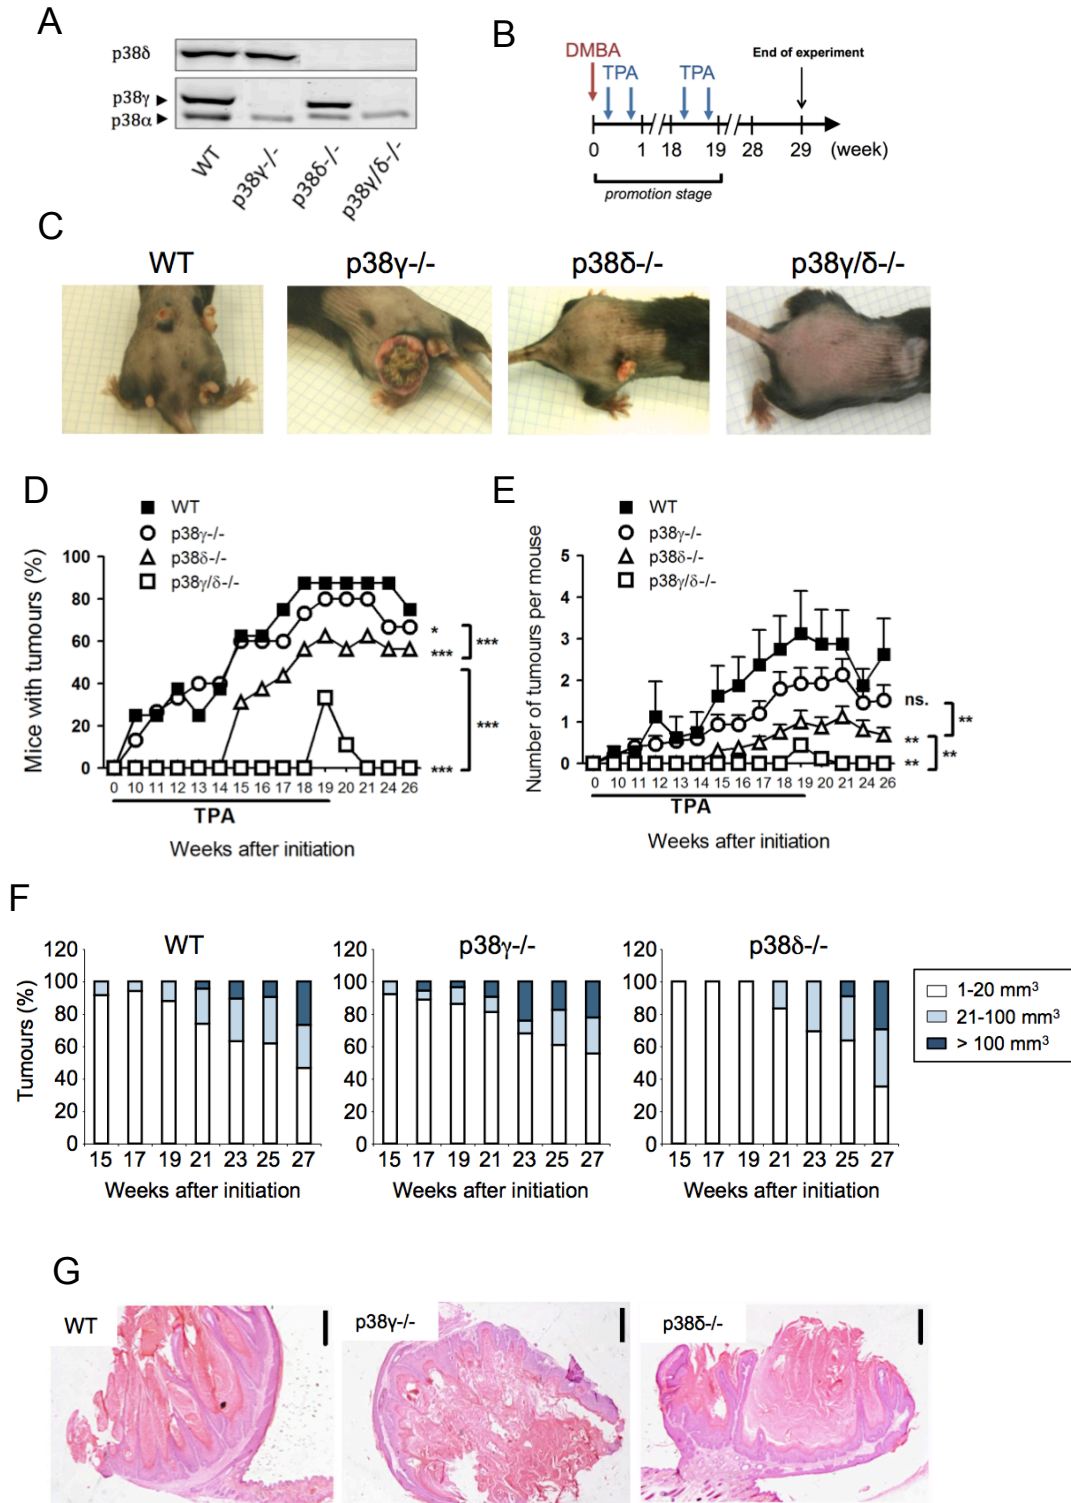 A
p38δ
p38γ
p38α
WT
p38γ-/-
p38δ-/-
p38γ/δ-/-
B
DMBA
TPA
TPA
End of experiment
0 1 18 19 28 29 (week)
promotion stage
C
WT
p38γ-/-
p38δ-/-
p38γ/δ-/-
D
WT
p38γ-/-
p38δ-/-
p38γ/δ-/-
Mice with tumours (%)
100
80
60
40
20
0
*
***
***
***
***
0 10 11 12 13 14 15 16 17 18 19 20 21 24 26
TPA
Weeks after initiation
E
WT
p38γ-/-
p38δ-/-
p38γ/δ-/-
Number of tumours per mouse
5
4
3
2
1
0
ns.
**
**
**
**
0 10 11 12 13 14 15 16 17 18 19 20 21 24 26
TPA
Weeks after initiation
F
WT
Tumours (%)
120
100
80
60
40
20
0
15 17 19 21 23 25 27
Weeks after initiation
p38γ-/-
120
100
80
60
40
20
0
15 17 19 21 23 25 27
Weeks after initiation
p38δ-/-
120
100
80
60
40
20
0
15 17 19 21 23 25 27
Weeks after initiation
1-20 mm³
21-100 mm³
> 100 mm³
G
WT
p38γ-/-
p38δ-/-